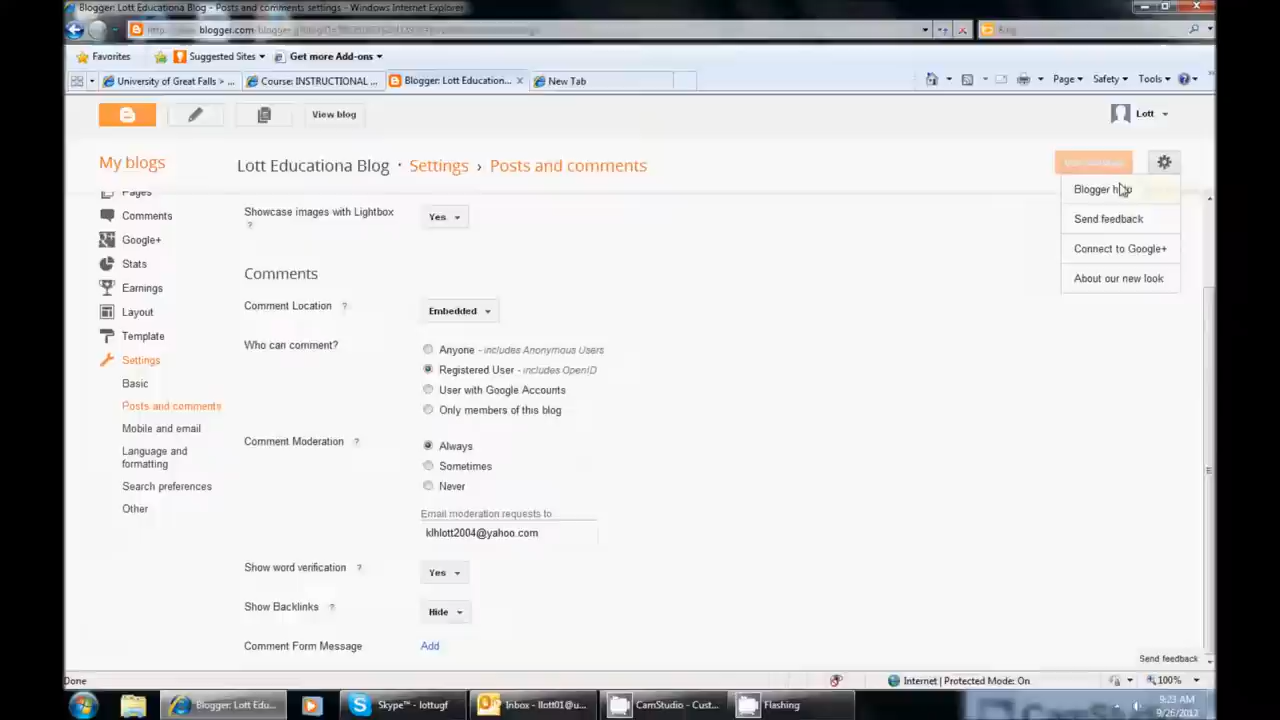 Blogger: Lott Educationa Blog - Posts and comments settings - Windows Internet Explorer
Favorites Suggested Sites Get more Add-ons
University of Great Falls > ... Course: INSTRUCTIONAL ... Blogger: Lott Education... New Tab
Page Safety Tools
View blog
Lott
My blogs
Lott Educationa Blog · Settings › Posts and comments
Blogger help
Send feedback
Connect to Google+
About our new look
Pages
Comments
Google+
Stats
Earnings
Layout
Template
Settings
Basic
Posts and comments
Mobile and email
Language and
formatting
Search preferences
Other
Showcase images with Lightbox
?
Yes
Comments
Comment Location ? Embedded
Who can comment?
Anyone - includes Anonymous Users
Registered User - includes OpenID
User with Google Accounts
Only members of this blog
Comment Moderation ?
Always
Sometimes
Never
Email moderation requests to
klhlott2004@yahoo.com
Show word verification ? Yes
Show Backlinks ? Hide
Comment Form Message Add
Send feedback
Done
Internet | Protected Mode: On
100%
Blogger: Lott Edu...
Skype™ - lottugf
Inbox - llott01@u...
CamStudio - Cust...
Flashing
9:23 AM
9/26/2012